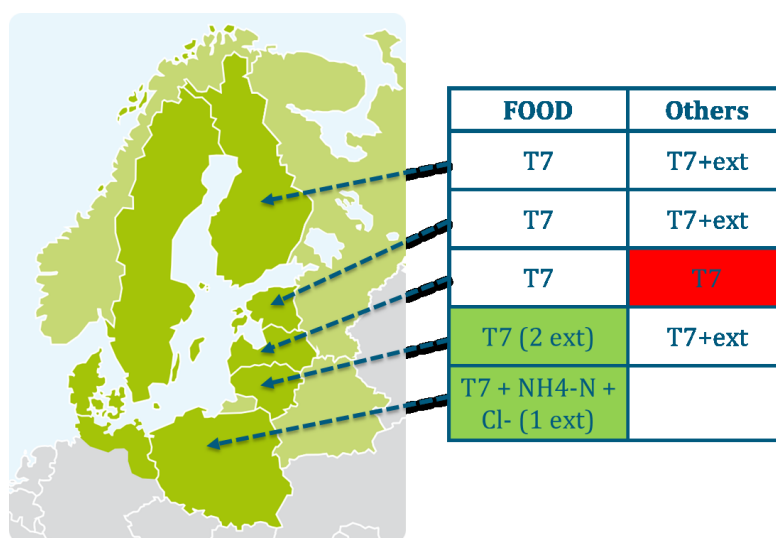 FOOD Others
T7 T7+ext
T7 T7+ext
T7 T7
T7 (2 ext) T7+ext
T7 + NH4-N +
Cl- (1 ext)